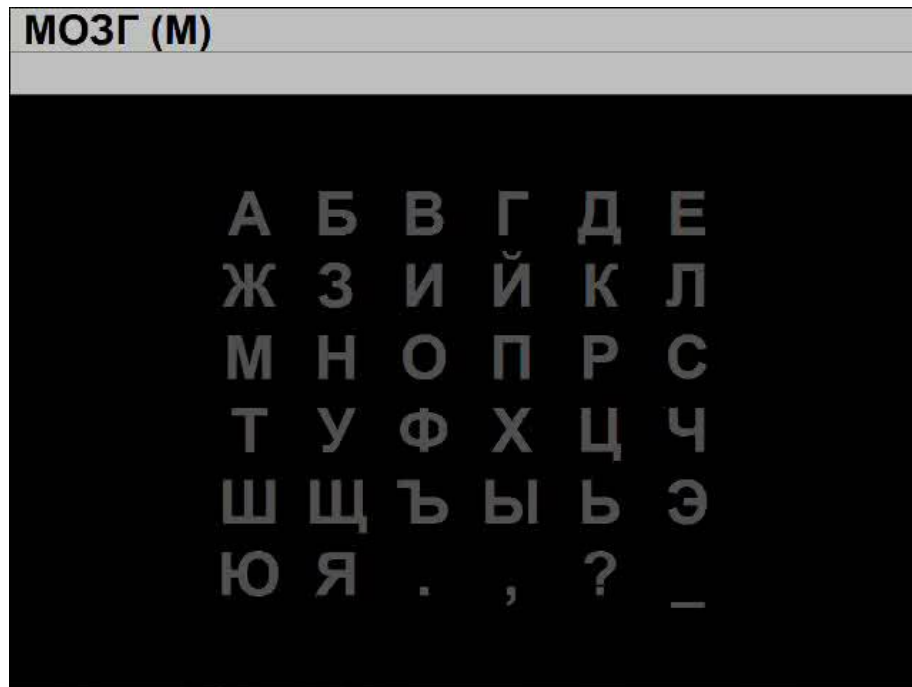 МОЗГ (М)
А Б В Г Д Е
Ж З И Й К Л
М Н О П Р С
Т У Ф Х Ц Ч
Ш Щ Ъ Ы Ь Э
Ю Я . , ? _